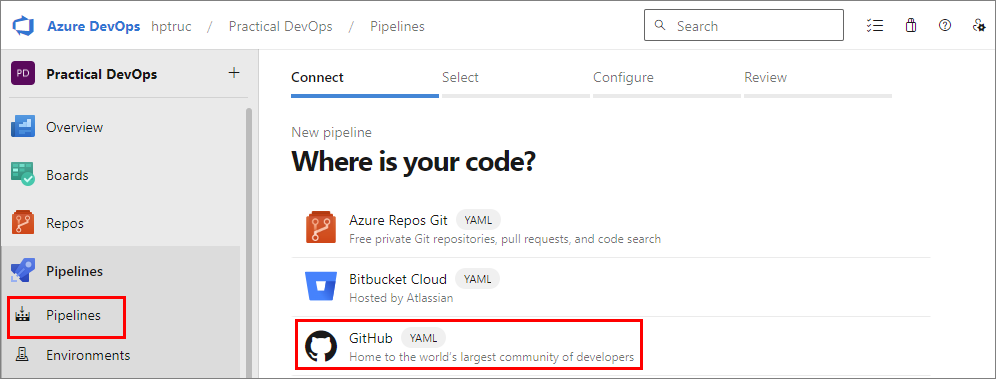 Azure DevOps hptruc / Practical DevOps / Pipelines Search
PD Practical DevOps +
Overview
Boards
Repos
Pipelines
Pipelines
Environments
Connect Select Configure Review
New pipeline
Where is your code?
Azure Repos Git YAML
Free private Git repositories, pull requests, and code search
Bitbucket Cloud YAML
Hosted by Atlassian
GitHub YAML
Home to the world's largest community of developers